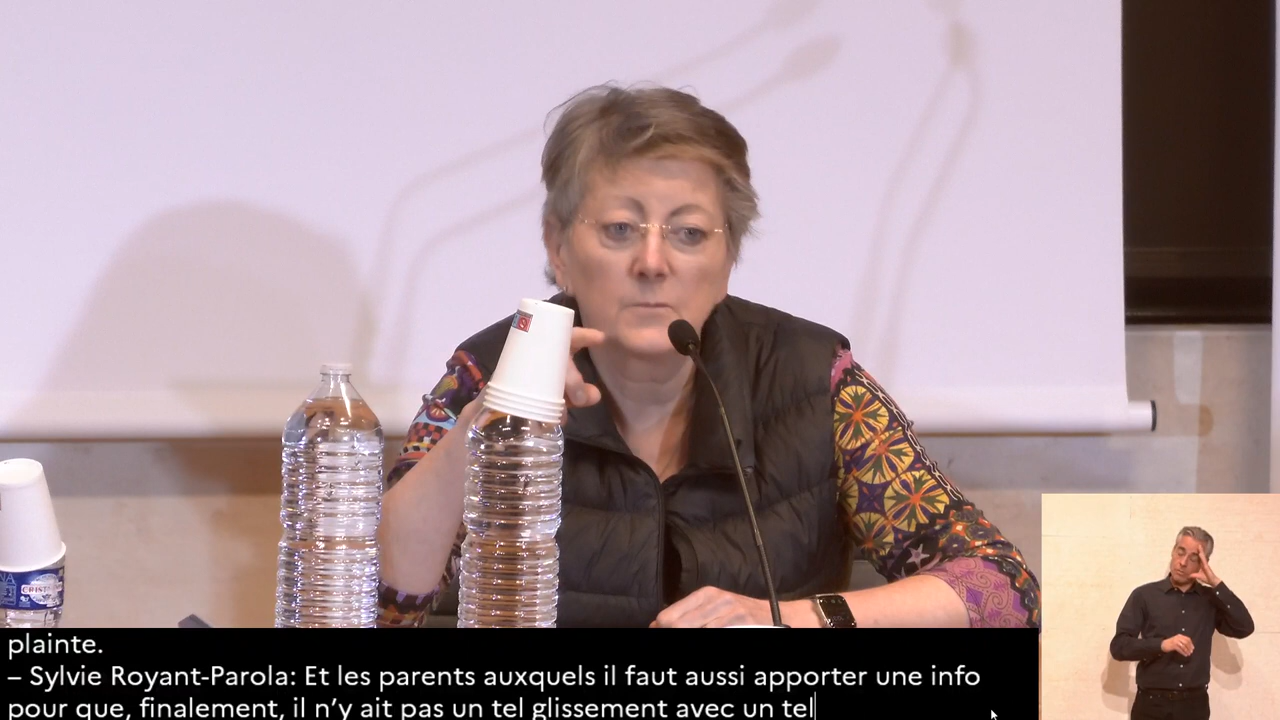 CRIST
plainte.
– Sylvie Royant-Parola: Et les parents auxquels il faut aussi apporter une info
pour que, finalement, il n’y ait pas un tel glissement avec un tel